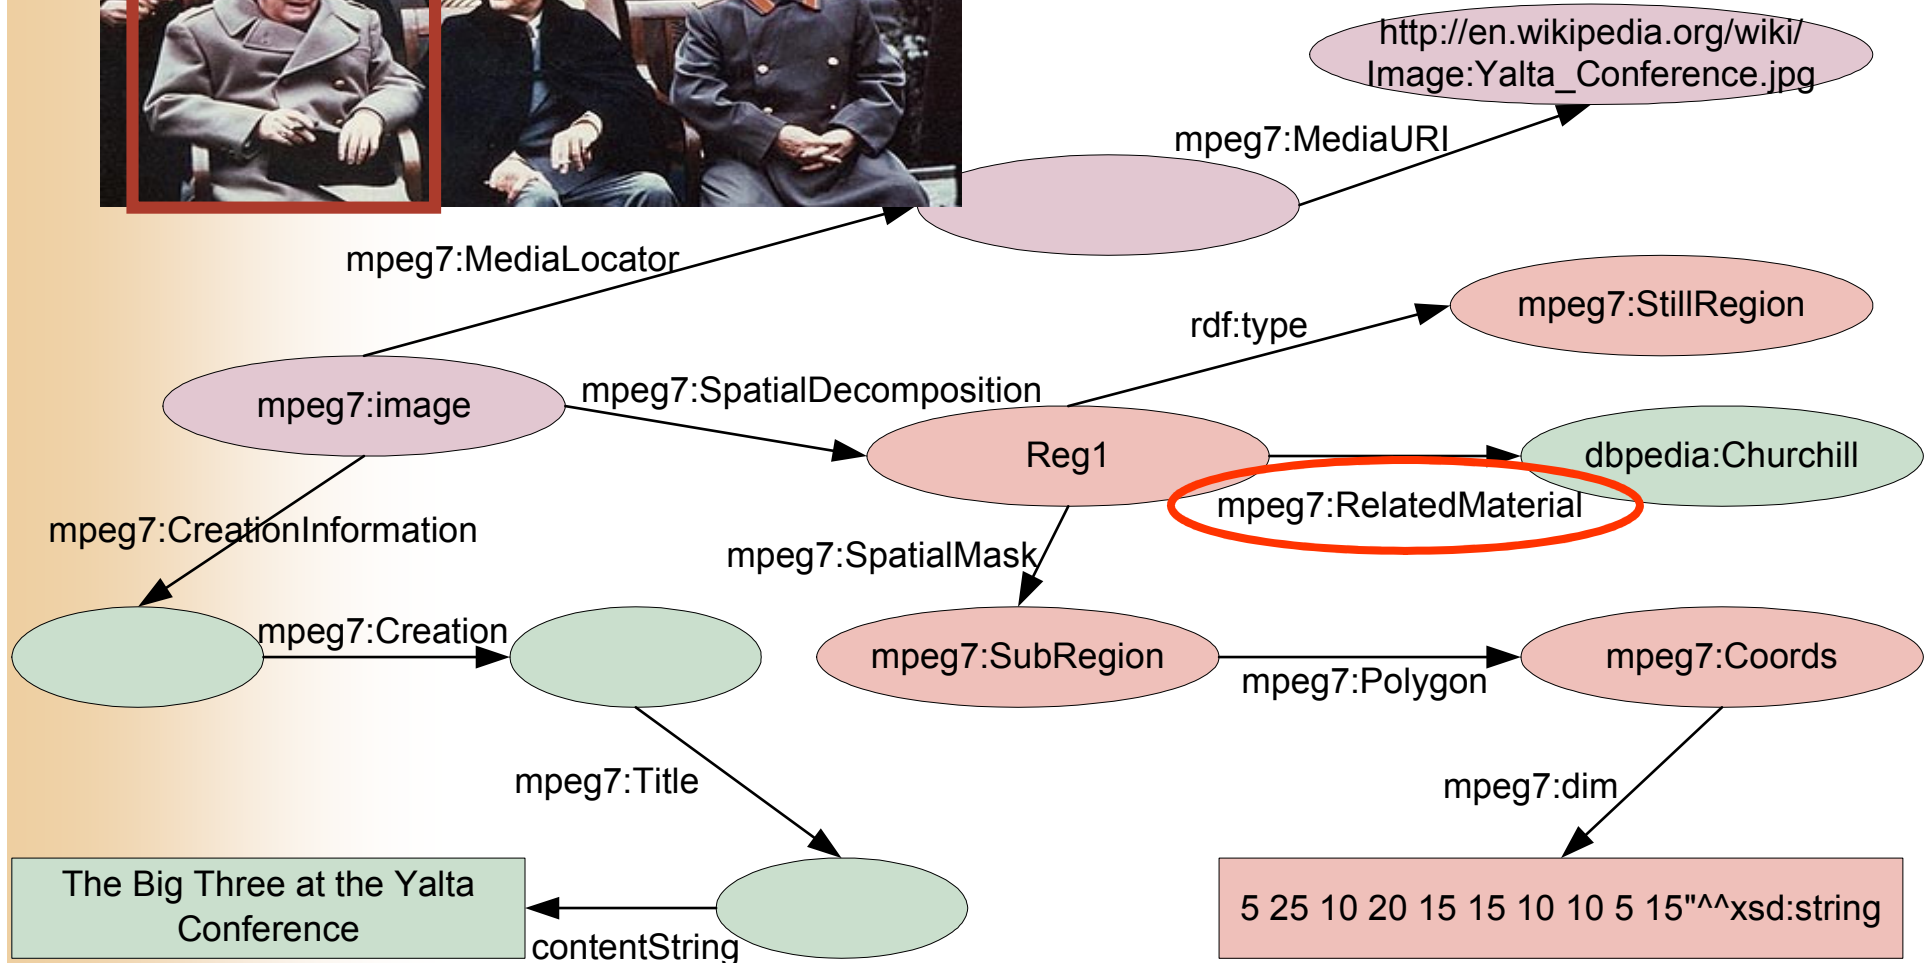 http://en.wikipedia.org/wiki/
Image:Yalta_Conference.jpg
mpeg7:MediaURI
mpeg7:MediaLocator
mpeg7:StillRegion
rdf:type
mpeg7:image
mpeg7:SpatialDecomposition
Reg1
dbpedia:Churchill
mpeg7:RelatedMaterial
mpeg7:CreationInformation
mpeg7:SpatialMask
mpeg7:Creation
mpeg7:SubRegion
mpeg7:Polygon
mpeg7:Coords
mpeg7:Title
mpeg7:dim
The Big Three at the Yalta
Conference
contentString
5 25 10 20 15 15 10 10 5 15"^^xsd:string